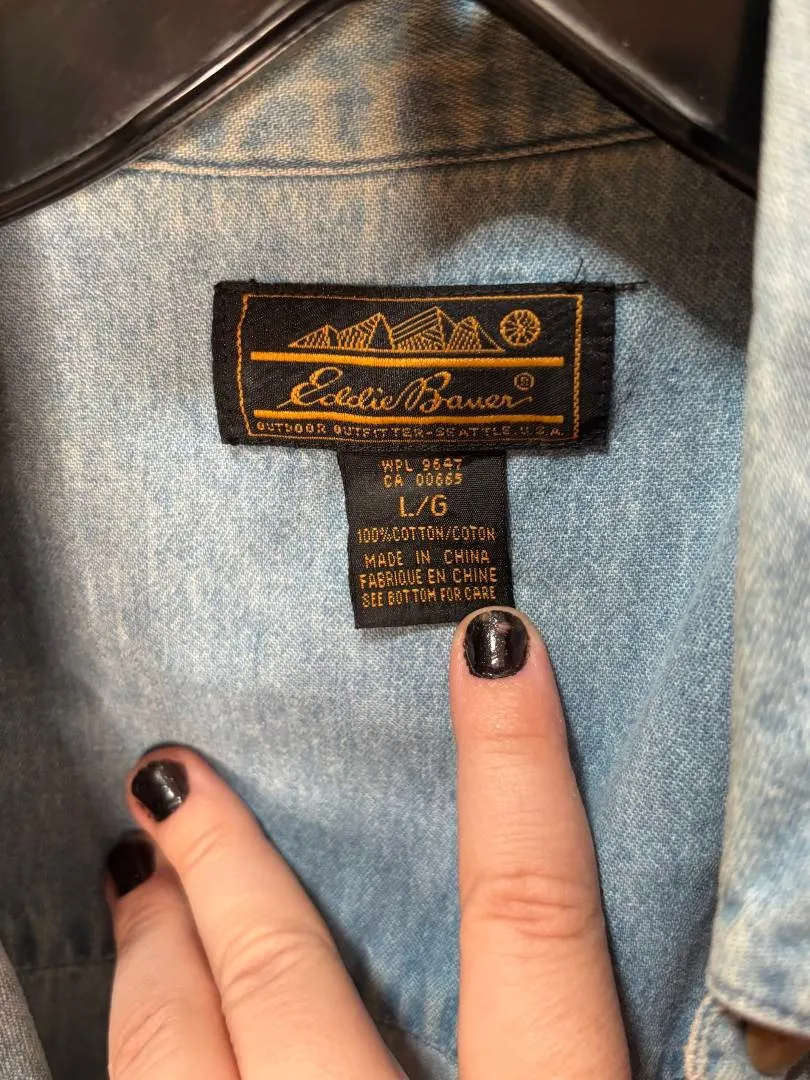 Eddie Bauer®
OUTDOOR OUTFITTER-SEATTLE U.S.A.
WPL 9647
CA 00665
L/G
100%COTTON/COTON
MADE IN CHINA
FABRIQUE EN CHINE
SEE BOTTOM FOR CARE